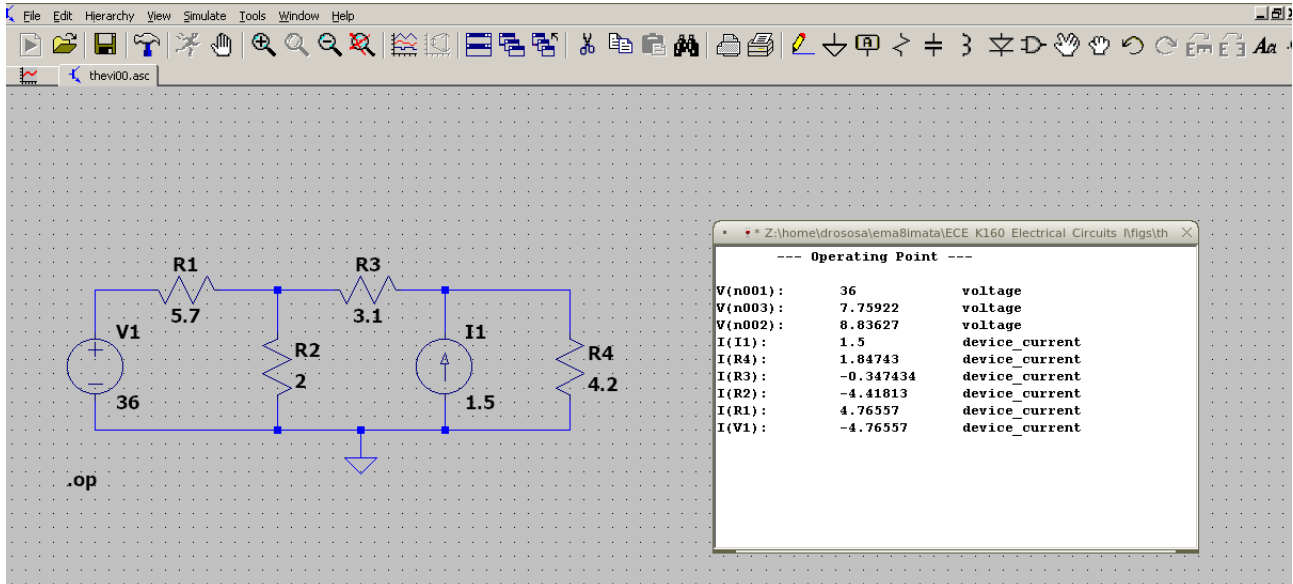 File Edit Hierarchy View Simulate Tools Window Help
thevi00.asc
R1
5.7
R3
3.1
V1
36
R2
2
I1
1.5
R4
4.2
.op
* Z:\home\drososa\ema8imata\ECE_K160_Electrical_Circuits_I\figs\th
--- Operating Point ---
V(n001): 36 voltage
V(n003): 7.75922 voltage
V(n002): 8.83627 voltage
I(I1): 1.5 device_current
I(R4): 1.84743 device_current
I(R3): -0.347434 device_current
I(R2): -4.41813 device_current
I(R1): 4.76557 device_current
I(V1): -4.76557 device_current